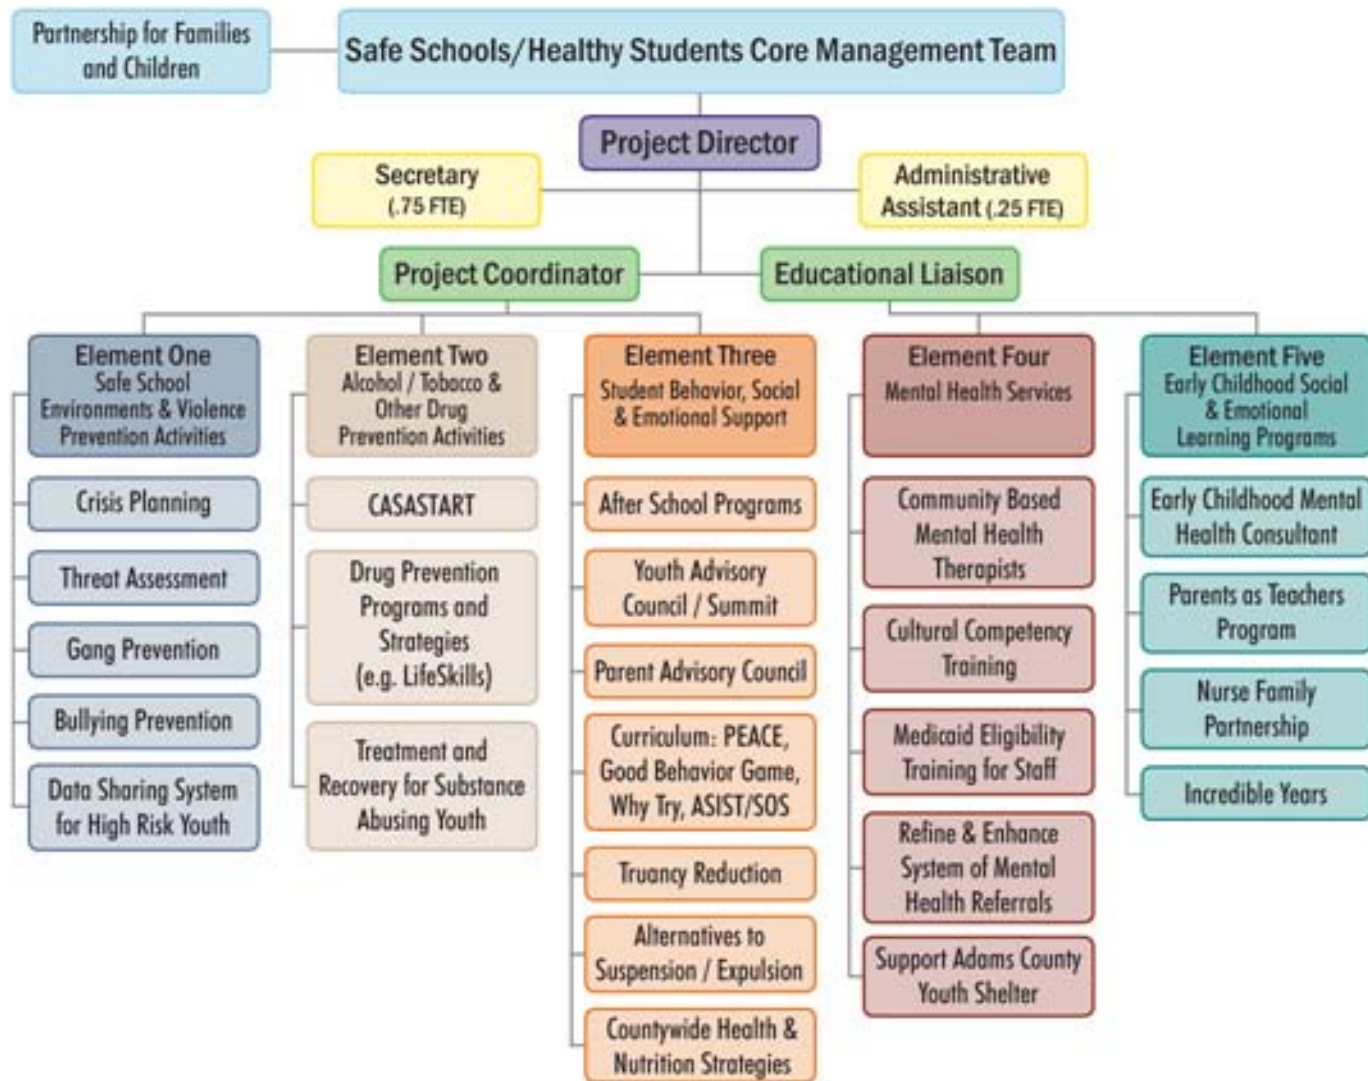 Partnership for Families
and Children
Safe Schools/Healthy Students Core Management Team
Project Director
Secretary
(.75 FTE)
Administrative
Assistant (.25 FTE)
Project Coordinator
Educational Liaison
Element One
Safe School
Environments & Violence
Prevention Activities
Crisis Planning
Threat Assessment
Gang Prevention
Bullying Prevention
Data Sharing System
for High Risk Youth
Element Two
Alcohol / Tobacco &
Other Drug
Prevention Activities
CASASTART
Drug Prevention
Programs and
Strategies
(e.g. LifeSkills)
Treatment and
Recovery for Substance
Abusing Youth
Element Three
Student Behavior, Social
& Emotional Support
After School Programs
Youth Advisory
Council / Summit
Parent Advisory Council
Curriculum: PEACE,
Good Behavior Game,
Why Try, ASIST/SOS
Truancy Reduction
Alternatives to
Suspension / Expulsion
Countywide Health &
Nutrition Strategies
Element Four
Mental Health Services
Community Based
Mental Health
Therapists
Cultural Competency
Training
Medicaid Eligibility
Training for Staff
Refine & Enhance
System of Mental
Health Referrals
Support Adams County
Youth Shelter
Element Five
Early Childhood Social
& Emotional
Learning Programs
Early Childhood Mental
Health Consultant
Parents as Teachers
Program
Nurse Family
Partnership
Incredible Years